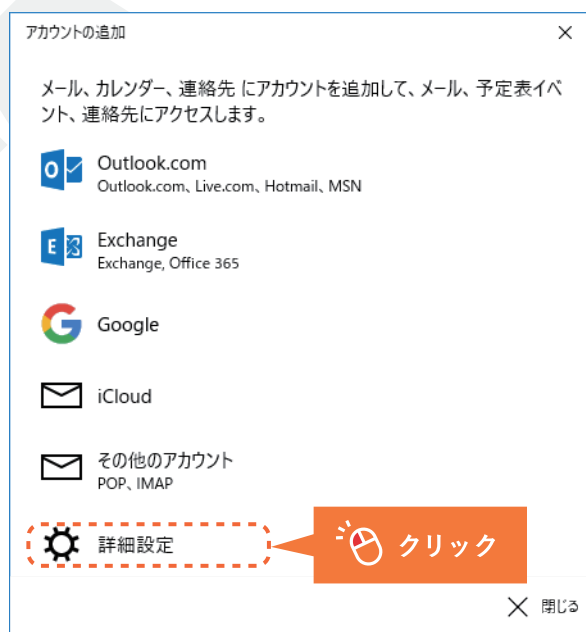 アカウントの追加
メール、カレンダー、連絡先 にアカウントを追加して、メール、予定表イベ
ント、連絡先にアクセスします。
Outlook.com
Outlook.com、Live.com、Hotmail、MSN
Exchange
Exchange, Office 365
Google
iCloud
その他のアカウント
POP、IMAP
詳細設定
クリック
閉じる